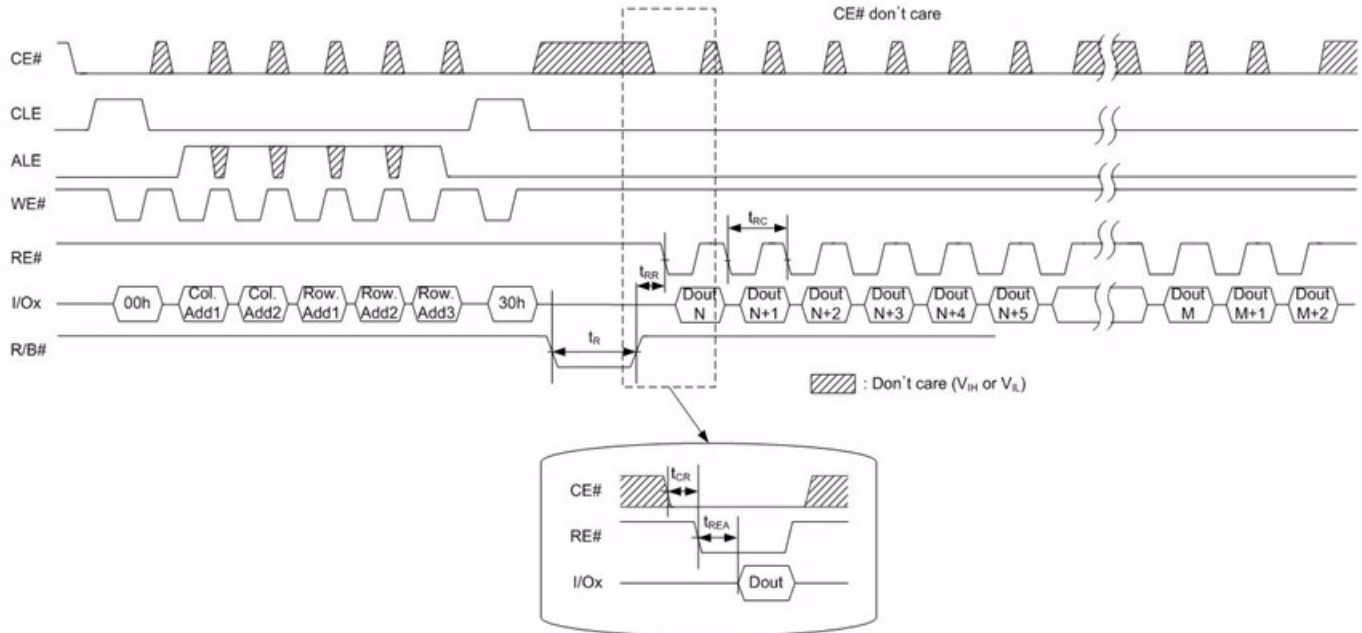 CE# don´t care
CE#
CLE
ALE
WE#
tRC
RE#
tRR
I/Ox
00h
Col. Add1
Col. Add2
Row. Add1
Row. Add2
Row. Add3
30h
Dout N
Dout N+1
Dout N+2
Dout N+3
Dout N+4
Dout N+5
Dout M
Dout M+1
Dout M+2
tR
R/B#
: Don´t care (VIH or VIL)
tCR
CE#
tREA
RE#
I/Ox
Dout